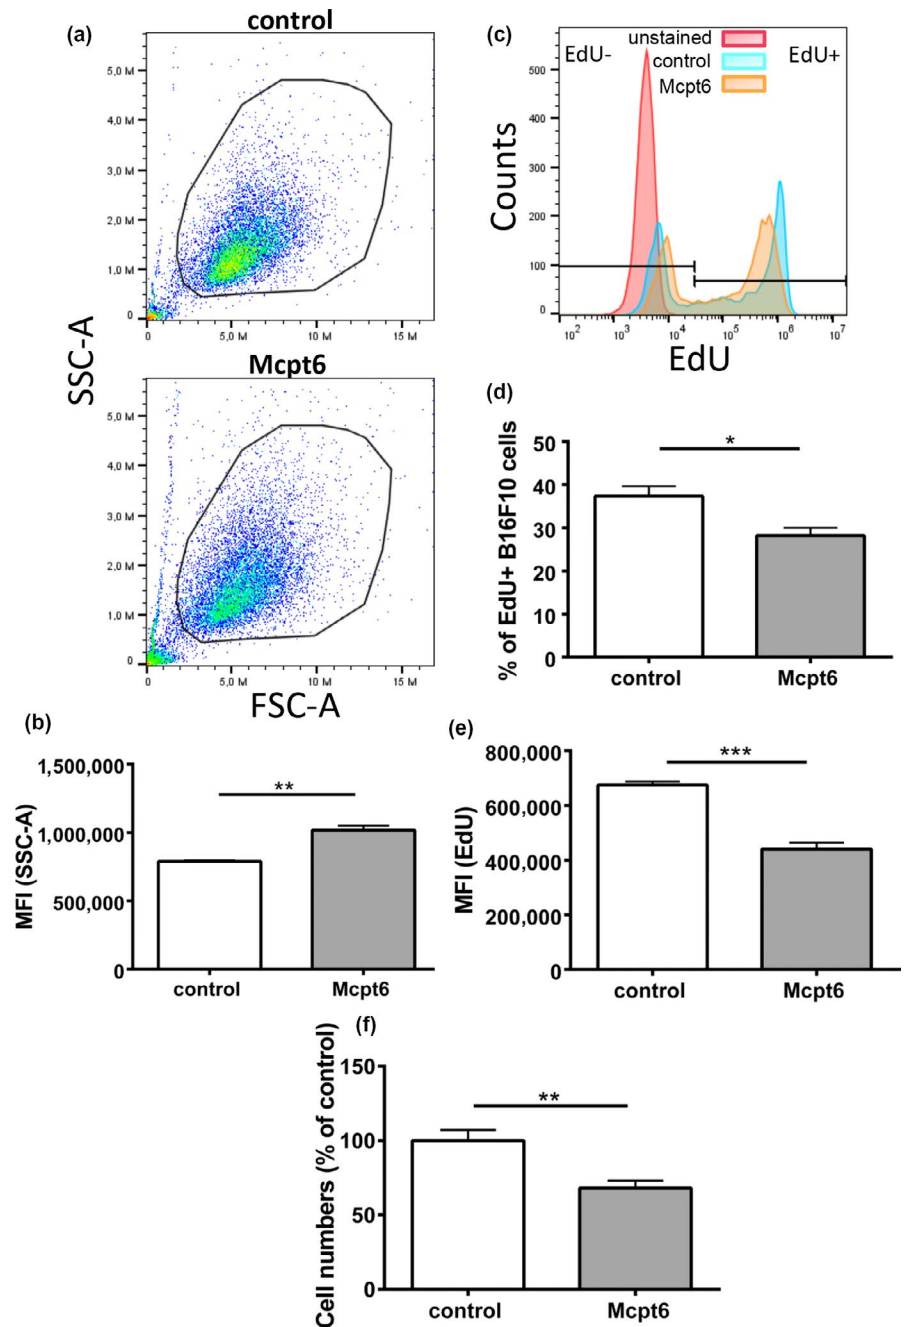 (a)
control
5,0 M
4,0 M
3,0 M
2,0 M
1,0 M
0
0
5,0 M
10 M
15 M
Mcpt6
5,0 M
4,0 M
3,0 M
2,0 M
1,0 M
0
0
5,0 M
10 M
15 M
SSC-A
FSC-A
(b)
1,500,000
1,000,000
500,000
0
MFI (SSC-A)
**
control
Mcpt6
(c)
unstained
control
Mcpt6
EdU-
EdU+
500
400
300
200
100
0
Counts
10² 10³ 10⁴ 10⁵ 10⁶ 10⁷
EdU
(d)
50
40
30
20
10
0
% of EdU+ B16F10 cells
*
control
Mcpt6
(e)
800,000
600,000
400,000
200,000
0
MFI (EdU)
***
control
Mcpt6
(f)
150
100
50
0
Cell numbers (% of control)
**
control
Mcpt6